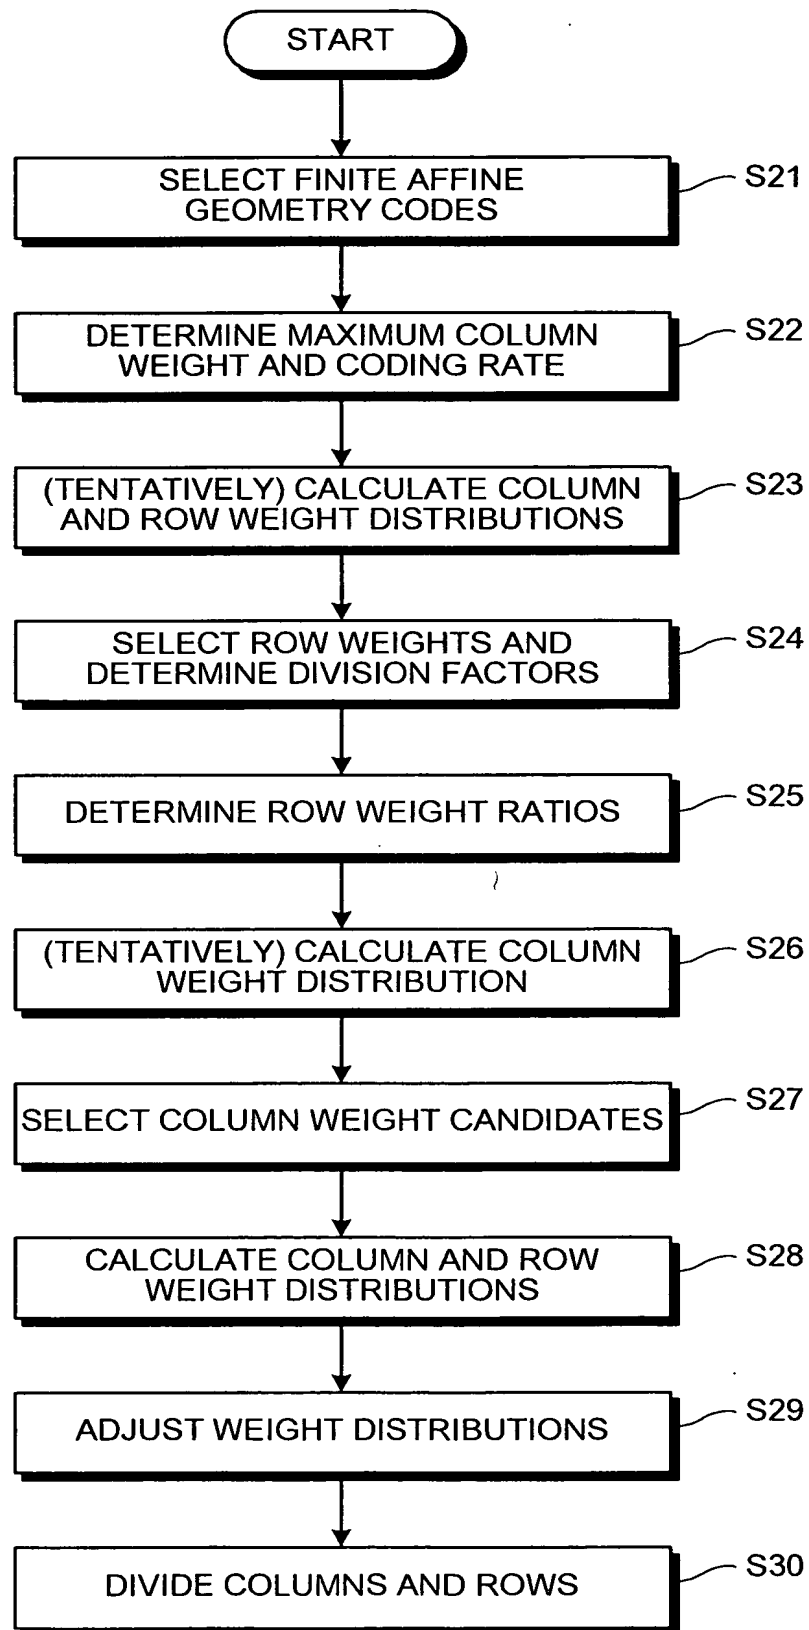 START
SELECT FINITE AFFINE
GEOMETRY CODES
S21
DETERMINE MAXIMUM COLUMN
WEIGHT AND CODING RATE
S22
(TENTATIVELY) CALCULATE COLUMN
AND ROW WEIGHT DISTRIBUTIONS
S23
SELECT ROW WEIGHTS AND
DETERMINE DIVISION FACTORS
S24
DETERMINE ROW WEIGHT RATIOS
S25
(TENTATIVELY) CALCULATE COLUMN
WEIGHT DISTRIBUTION
S26
SELECT COLUMN WEIGHT CANDIDATES
S27
CALCULATE COLUMN AND ROW
WEIGHT DISTRIBUTIONS
S28
ADJUST WEIGHT DISTRIBUTIONS
S29
DIVIDE COLUMNS AND ROWS
S30